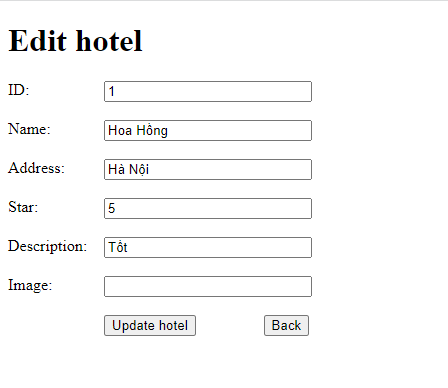 Edit hotel
ID: 1
Name: Hoa Hồng
Address: Hà Nội
Star: 5
Description: Tốt
Image:
Update hotel Back